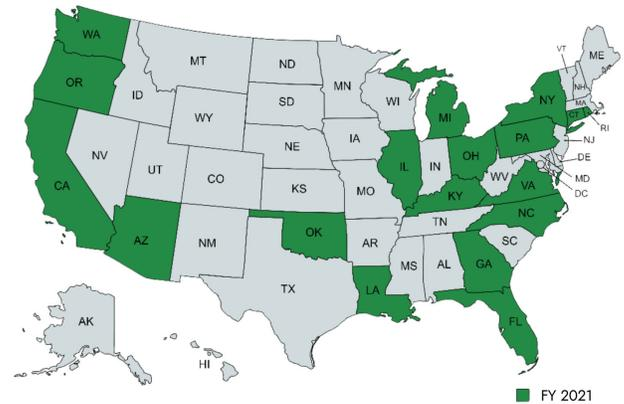 WA
OR
CA
NV
ID
MT
WY
UT
AZ
CO
NM
ND
SD
NE
KS
OK
TX
MN
IA
MO
AR
LA
WI
IL
MI
IN
OH
KY
TN
MS
AL
GA
FL
SC
NC
VA
WV
PA
NY
VT
NH
ME
MA
CT
RI
NJ
DE
MD
DC
AK
HI
FY 2021